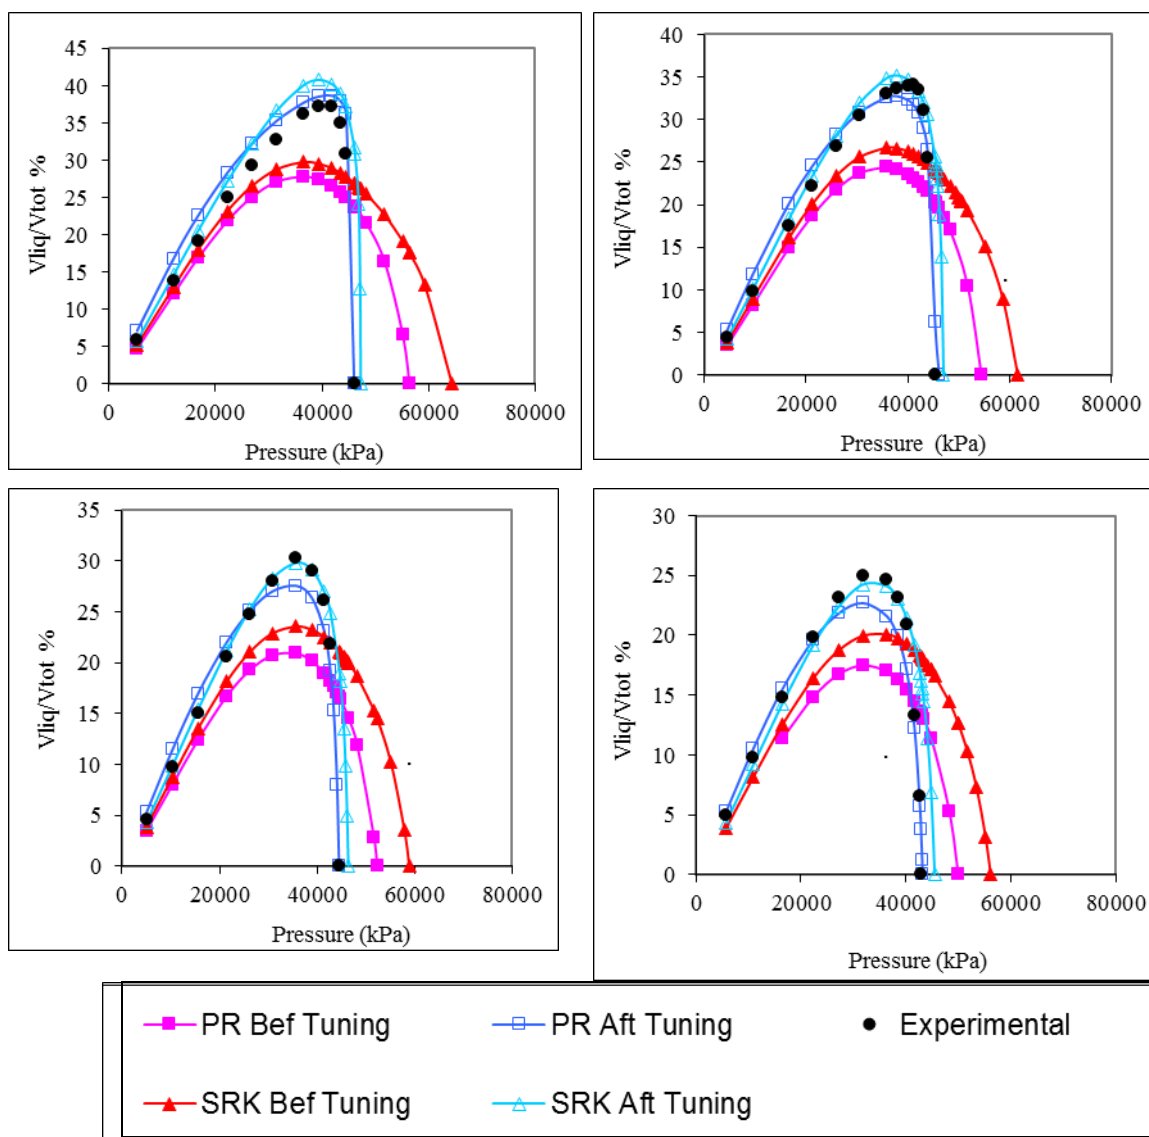 45
40
35
30
25
20
15
10
5
0
Vliq/Vtot %
0 20000 40000 60000 80000
Pressure (kPa)
40
35
30
25
20
15
10
5
0
Vliq/Vtot %
0 20000 40000 60000 80000
Pressure (kPa)
35
30
25
20
15
10
5
0
Vliq/Vtot %
0 20000 40000 60000 80000
Pressure (kPa)
30
25
20
15
10
5
0
Vliq/Vtot %
0 20000 40000 60000 80000
Pressure (kPa)
PR Bef Tuning PR Aft Tuning Experimental
SRK Bef Tuning SRK Aft Tuning